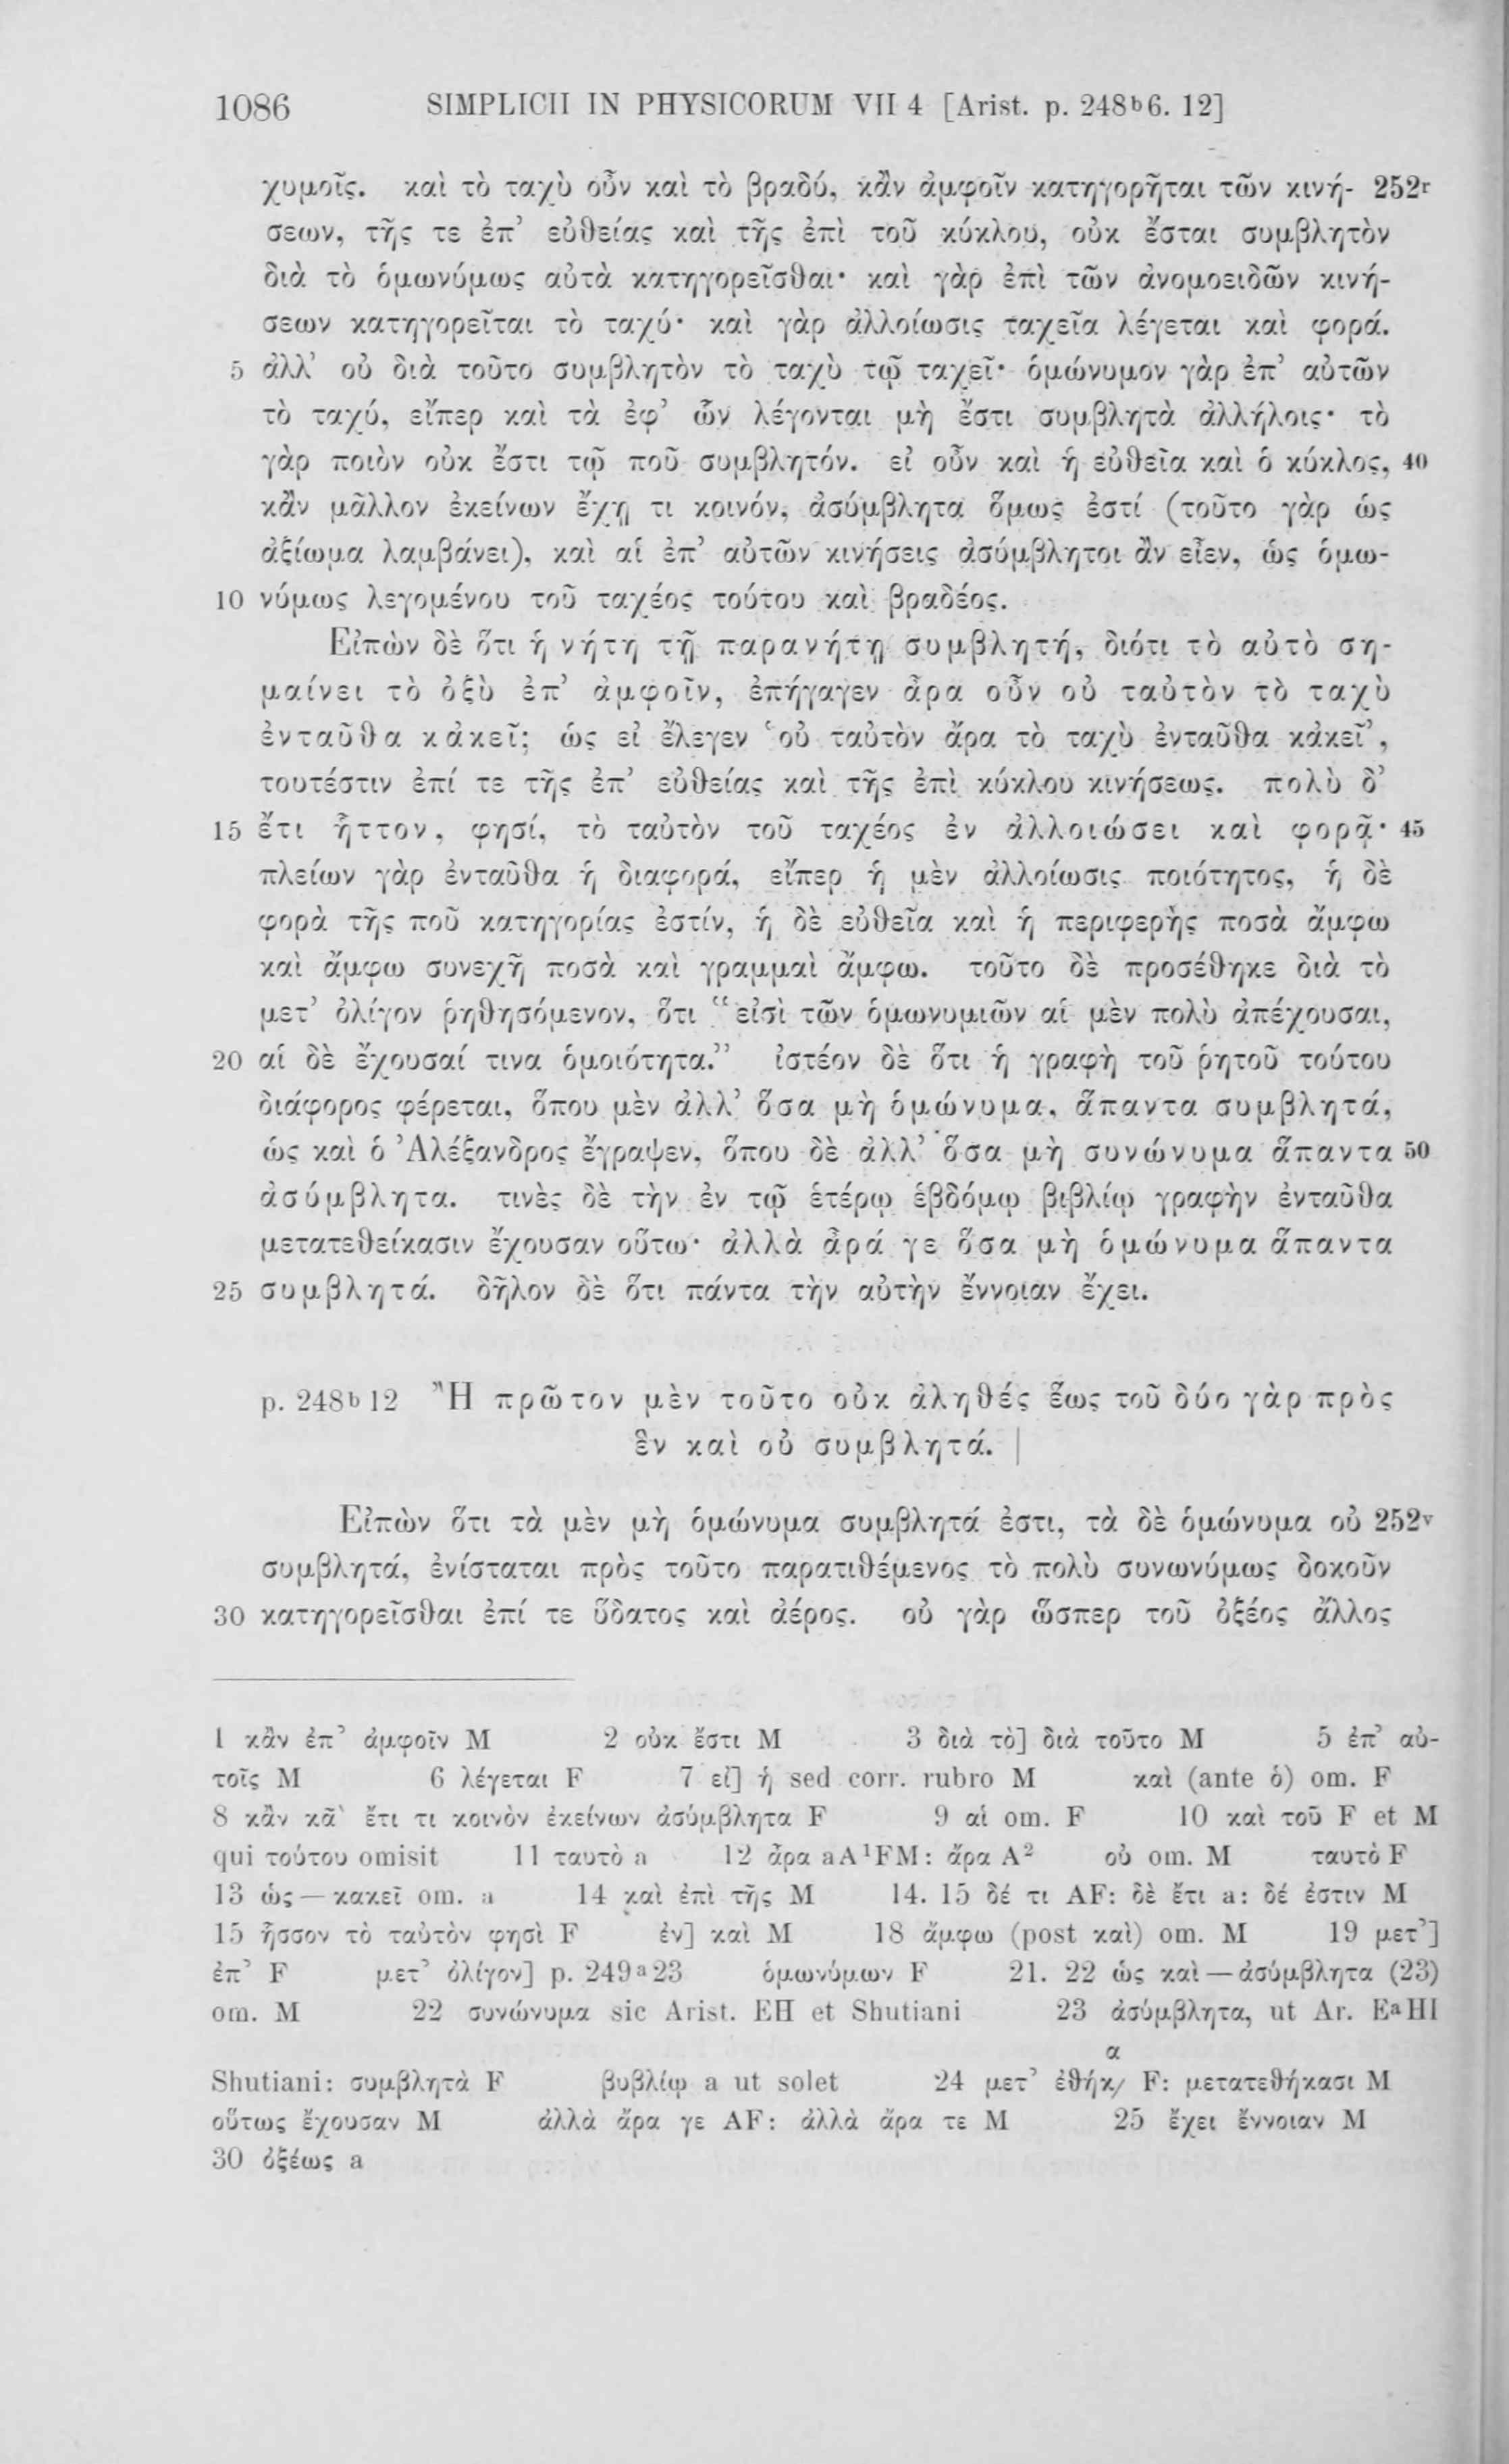 1086 SIMPLICII IN PHYSICORUM VII 4 [Arist. p. 248ᵇ6. 12]
χυμοῖς. καὶ τὸ ταχὺ οὖν καὶ τὸ βραδύ, κἂν ἀμφοῖν κατηγορῆται τῶν κινή- 252ʳ
σεων, τῆς τε ἐπ' εὐθείας καὶ τῆς ἐπὶ τοῦ κύκλου, οὐκ ἔσται συμβλητὸν
διὰ τὸ ὁμωνύμως αὐτὰ κατηγορεῖσθαι· καὶ γὰρ ἐπὶ τῶν ἀνομοειδῶν κινή-
σεων κατηγορεῖται τὸ ταχύ· καὶ γὰρ ἀλλοίωσις ταχεῖα λέγεται καὶ φορά.
5 ἀλλ' οὐ διὰ τοῦτο συμβλητὸν τὸ ταχὺ τῷ ταχεῖ· ὁμώνυμον γὰρ ἐπ' αὐτῶν
τὸ ταχύ, εἴπερ καὶ τὰ ἐφ' ὧν λέγονται μὴ ἔστι συμβλητὰ ἀλλήλοις· τὸ
γὰρ ποιὸν οὐκ ἔστι τῷ ποῦ συμβλητόν. εἰ οὖν καὶ ἡ εὐθεῖα καὶ ὁ κύκλος, 40
κἂν μᾶλλον ἐκείνων ἔχῃ τι κοινόν, ἀσύμβλητα ὅμως ἐστί (τοῦτο γὰρ ὡς
ἀξίωμα λαμβάνει), καὶ αἱ ἐπ' αὐτῶν κινήσεις ἀσύμβλητοι ἂν εἶεν, ὡς ὁμω-
10 νύμως λεγομένου τοῦ ταχέος τούτου καὶ βραδέος.
Εἰπὼν δὲ ὅτι ἡ νήτη τῇ παρανήτῃ συμβλητή, διότι τὸ αὐτὸ ση-
μαίνει τὸ ὀξὺ ἐπ' ἀμφοῖν, ἐπήγαγεν ἆρα οὖν οὐ ταὐτὸν τὸ ταχὺ
ἐνταῦθα κἀκεῖ; ὡς εἰ ἔλεγεν ‘οὐ ταὐτὸν ἄρα τὸ ταχὺ ἐνταῦθα κἀκεῖ’,
τουτέστιν ἐπί τε τῆς ἐπ' εὐθείας καὶ τῆς ἐπὶ κύκλου κινήσεως. πολὺ δ'
15 ἔτι ἧττον, φησί, τὸ ταὐτὸν τοῦ ταχέος ἐν ἀλλοιώσει καὶ φορᾷ· 45
πλείων γὰρ ἐνταῦθα ἡ διαφορά, εἴπερ ἡ μὲν ἀλλοίωσις ποιότητος, ἡ δὲ
φορὰ τῆς ποῦ κατηγορίας ἐστίν, ἡ δὲ εὐθεῖα καὶ ἡ περιφερὴς ποσὰ ἄμφω
καὶ ἄμφω συνεχῆ ποσὰ καὶ γραμμαὶ ἄμφω. τοῦτο δὲ προσέθηκε διὰ τὸ
μετ' ὀλίγον ῥηθησόμενον, ὅτι “εἰσὶ τῶν ὁμωνυμιῶν αἱ μὲν πολὺ ἀπέχουσαι,
20 αἱ δὲ ἔχουσαί τινα ὁμοιότητα.” ἰστέον δὲ ὅτι ἡ γραφὴ τοῦ ῥητοῦ τούτου
διάφορος φέρεται, ὅπου μὲν ἀλλ' ὅσα μὴ ὁμώνυμα, ἅπαντα συμβλητά,
ὡς καὶ ὁ Ἀλέξανδρος ἔγραψεν, ὅπου δὲ ἀλλ' ὅσα μὴ συνώνυμα ἅπαντα 50
ἀσύμβλητα. τινὲς δὲ τὴν ἐν τῷ ἑτέρῳ ἑβδόμῳ βιβλίῳ γραφὴν ἐνταῦθα
μετατεθείκασιν ἔχουσαν οὕτω· ἀλλὰ ἆρά γε ὅσα μὴ ὁμώνυμα ἅπαντα
25 συμβλητά. δῆλον δὲ ὅτι πάντα τὴν αὐτὴν ἔννοιαν ἔχει.
p. 248ᵇ12 Ἢ πρῶτον μὲν τοῦτο οὐκ ἀληθές ἕως τοῦ δύο γὰρ πρὸς
ἓν καὶ οὐ συμβλητά. |
Εἰπὼν ὅτι τὰ μὲν μὴ ὁμώνυμα συμβλητά ἐστι, τὰ δὲ ὁμώνυμα οὐ 252ᵛ
συμβλητά, ἐνίσταται πρὸς τοῦτο παρατιθέμενος τὸ πολὺ συνωνύμως δοκοῦν
30 κατηγορεῖσθαι ἐπί τε ὕδατος καὶ ἀέρος. οὐ γὰρ ὥσπερ τοῦ ὀξέος ἄλλος
1 κἂν ἐπ' ἀμφοῖν M 2 οὐκ ἔστι M 3 διὰ τὸ] διὰ τοῦτο M 5 ἐπ' αὐ-
τοῖς M 6 λέγεται F 7 εἰ] ἡ sed corr. rubro M καὶ (ante ὁ) om. F
8 κἂν κᾶ` ἔτι τι κοινὸν ἐκείνων ἀσύμβλητα F 9 αἱ om. F 10 καὶ τοῦ F et M
qui τούτου omisit 11 ταυτὸ a 12 ἆρα aA¹FM: ἄρα A² οὐ om. M ταυτὸ F
13 ὡς — κακεῖ om. a 14 καὶ ἐπὶ τῆς M 14. 15 δέ τι AF: δὲ ἔτι a: δέ ἐστιν M
15 ἧσσον τὸ ταὐτὸν φησὶ F ἐν] καὶ M 18 ἄμφω (post καὶ) om. M 19 μετ']
ἐπ' F μετ' ὀλίγον] p. 249ᵃ23 ὁμωνύμων F 21. 22 ὡς καὶ — ἀσύμβλητα (23)
om. M 22 συνώνυμα sic Arist. EH et Shutiani 23 ἀσύμβλητα, ut Ar. EᵃHI
α
Shutiani: συμβλητὰ F βυβλίῳ a ut solet 24 μετ' ἐθήκ/ F: μετατεθήκασι M
οὕτως ἔχουσαν M ἀλλὰ ἄρα γε AF: ἀλλὰ ἄρα τε M 25 ἔχει ἔννοιαν M
30 ὀξέως a